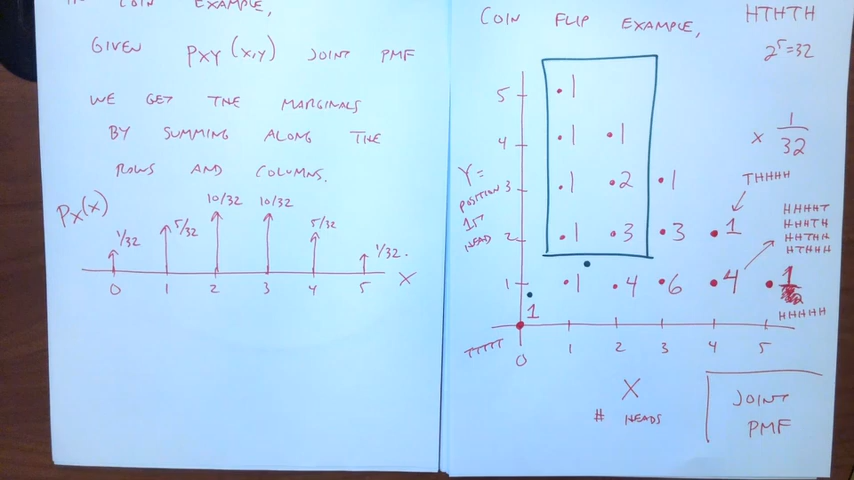 COIN EXAMPLE,
GIVEN PXY(x,y) JOINT PMF
WE GET THE MARGINALS
BY SUMMING ALONG THE
ROWS AND COLUMNS.
PX(x)
1/32 5/32 10/32 10/32 5/32 1/32.
0 1 2 3 4 5 X
COIN FLIP EXAMPLE,
HTHTH
2⁵=32
x 1/32
5 1
4 1 1
Y=
POSITION
1ST
HEAD
3 1 2 1
THHHH
2 1 3 3 1
HHHHT
HHHTH
HHTHH
HTHHH
1 1 4 6 4 1
HHHHH
1
TTTTT
0 1 2 3 4 5
X
# HEADS
JOINT
PMF